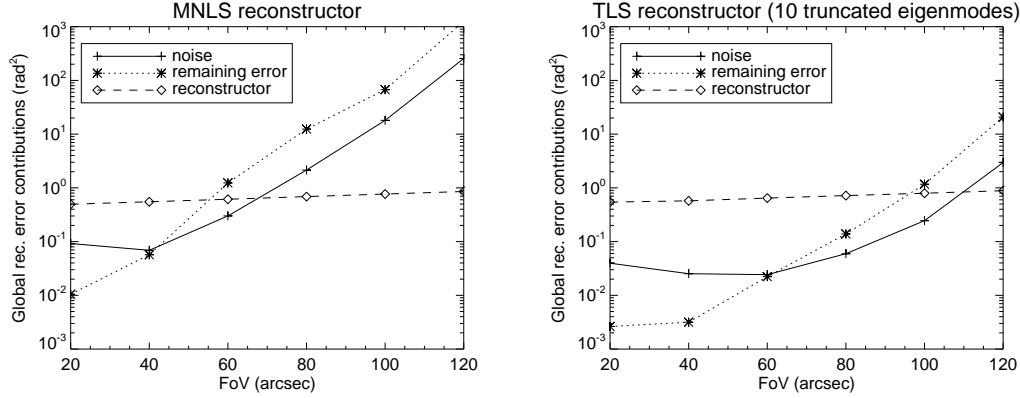 MNLS reconstructor
Global rec. error contributions (rad²)
10²
10¹
10⁰
10⁻¹
10⁻²
10⁻³
noise
remaining error
reconstructor
20 40 60 80 100 120
FoV (arcsec)
TLS reconstructor (10 truncated eigenmodes)
Global rec. error contributions (rad²)
10²
10¹
10⁰
10⁻¹
10⁻²
10⁻³
noise
remaining error
reconstructor
20 40 60 80 100 120
FoV (arcsec)